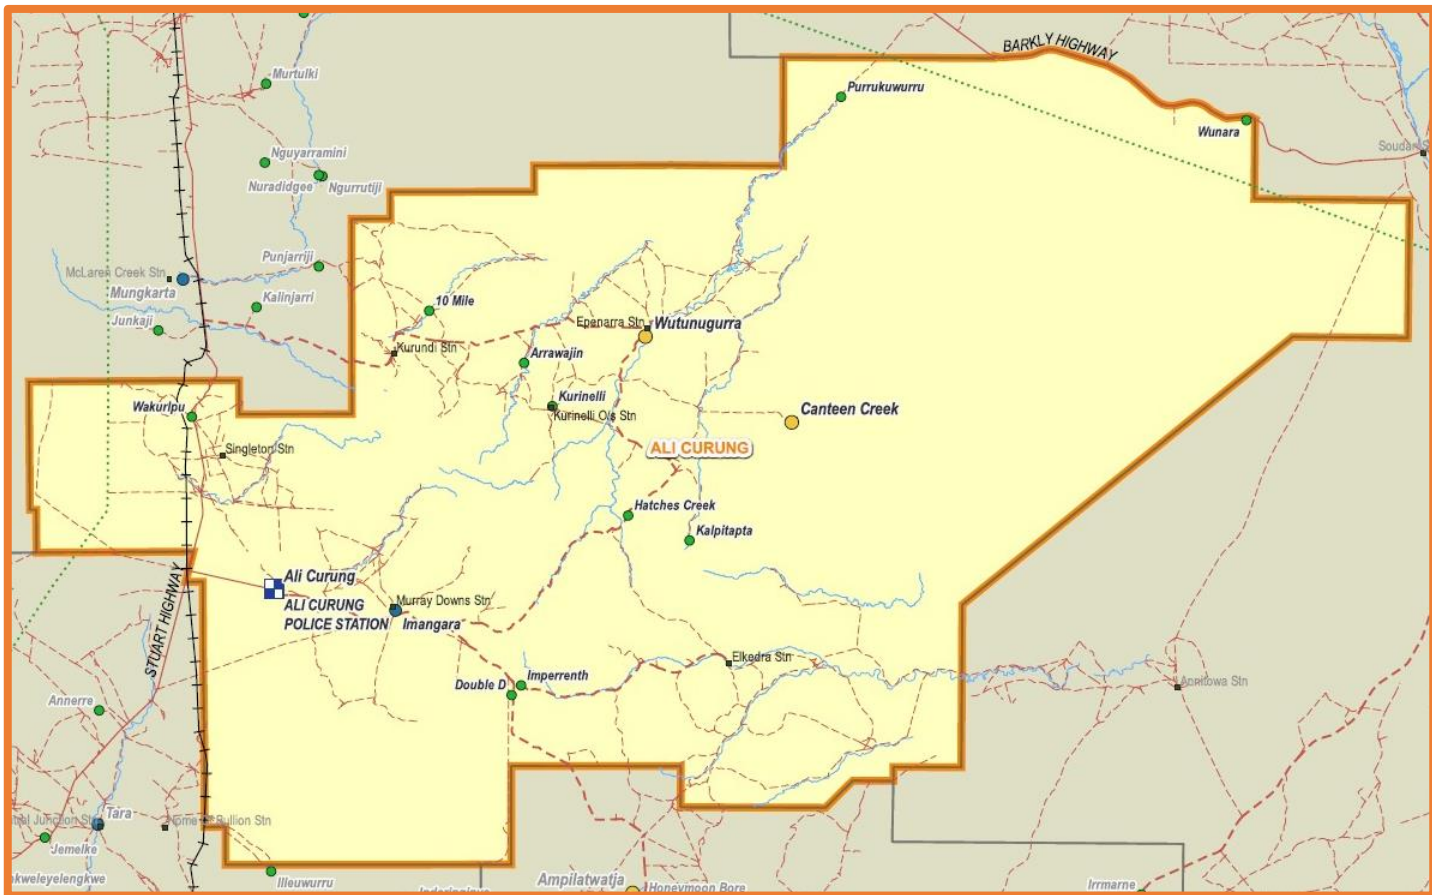 BARKLY HIGHWAY
Murtulki
Purrukuwurru
Wunara
Nguyarramini
Nuradidgee
Ngurrutiji
Punjarriji
McLaren Creek Stn
Mungkarta
Kalinjarri
10 Mile
Junkaji
Epenarra Stn
Wutunugurra
Kurundi Stn
Arrawajin
Kurinelli
Kurinelli O/s Stn
Wakurlpu
Canteen Creek
Singleton Stn
ALI CURUNG
Hatches Creek
Kalpitapta
STUART HIGHWAY
Ali Curung
ALI CURUNG
POLICE STATION
Murray Downs Stn
Imangara
Elkedra Stn
Imperrenth
Double D
Annitowa Stn
Annerre
Tara
Jemelke
Illeuwurru
Ampilatwatja
Honeymoon Bore
Irrmarne